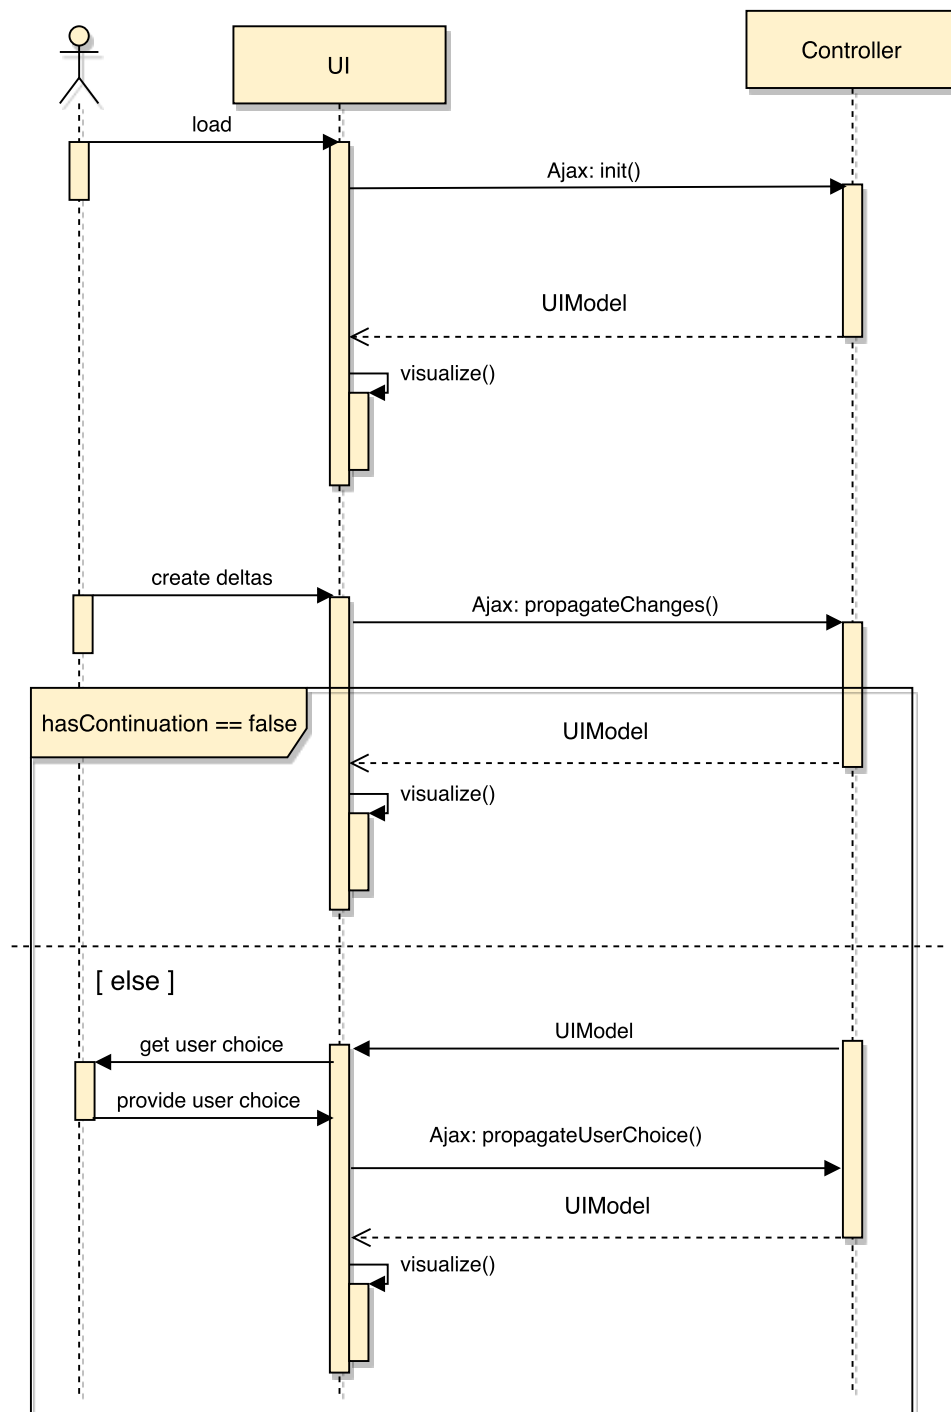 UI
Controller
load
Ajax: init()
UIModel
visualize()
create deltas
Ajax: propagateChanges()
hasContinuation == false
UIModel
visualize()
[ else ]
UIModel
get user choice
provide user choice
Ajax: propagateUserChoice()
UIModel
visualize()